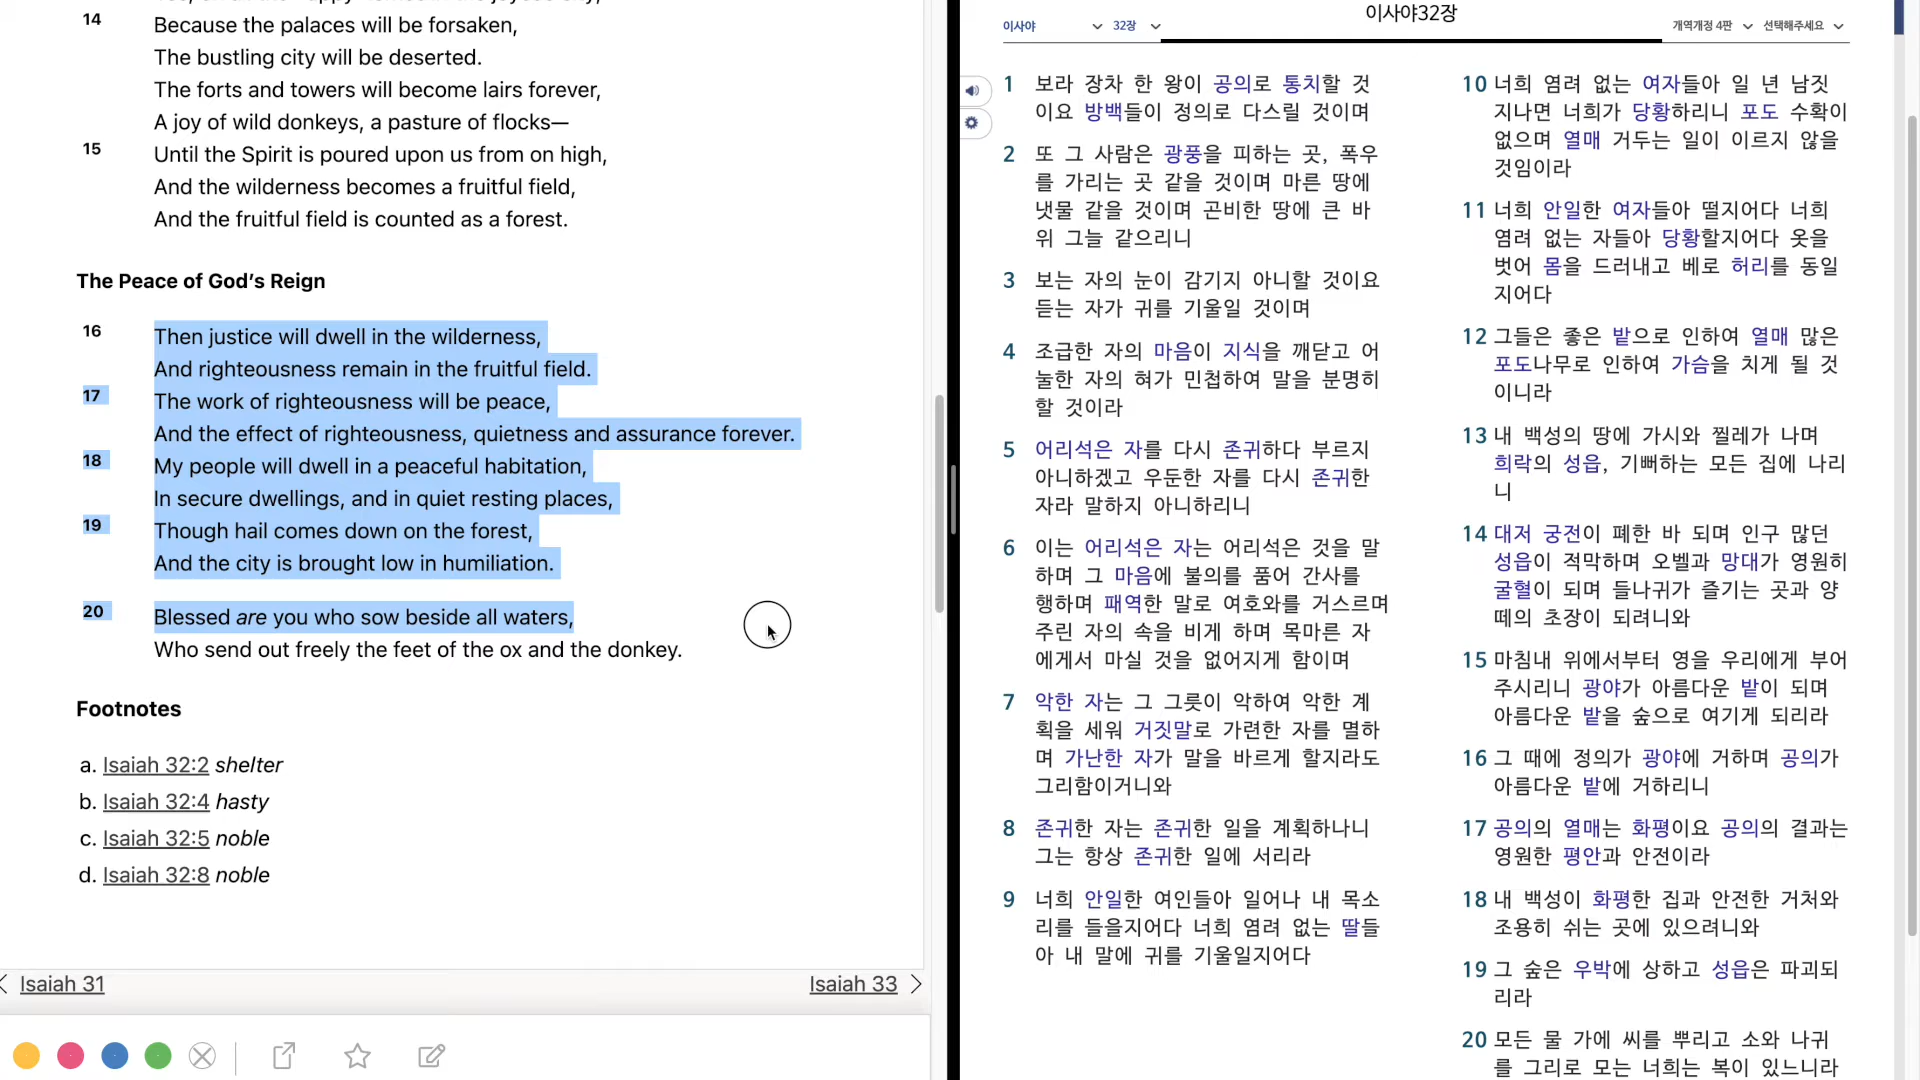 14 Because the palaces will be forsaken,
The bustling city will be deserted.
The forts and towers will become lairs forever,
A joy of wild donkeys, a pasture of flocks—
15 Until the Spirit is poured upon us from on high,
And the wilderness becomes a fruitful field,
And the fruitful field is counted as a forest.
The Peace of God’s Reign
16 Then justice will dwell in the wilderness,
And righteousness remain in the fruitful field.
17 The work of righteousness will be peace,
And the effect of righteousness, quietness and assurance forever.
18 My people will dwell in a peaceful habitation,
In secure dwellings, and in quiet resting places,
19 Though hail comes down on the forest,
And the city is brought low in humiliation.
20 Blessed are you who sow beside all waters,
Who send out freely the feet of the ox and the donkey.
Footnotes
a. Isaiah 32:2 shelter
b. Isaiah 32:4 hasty
c. Isaiah 32:5 noble
d. Isaiah 32:8 noble
Isaiah 31
Isaiah 33
이사야 32장
이사야32장
개역개정 4판 선택해주세요
1 보라 장차 한 왕이 공의로 통치할 것
이요 방백들이 정의로 다스릴 것이며
2 또 그 사람은 광풍을 피하는 곳, 폭우
를 가리는 곳 같을 것이며 마른 땅에
냇물 같을 것이며 곤비한 땅에 큰 바
위 그늘 같으리니
3 보는 자의 눈이 감기지 아니할 것이요
듣는 자가 귀를 기울일 것이며
4 조급한 자의 마음이 지식을 깨닫고 어
눌한 자의 혀가 민첩하여 말을 분명히
할 것이라
5 어리석은 자를 다시 존귀하다 부르지
아니하겠고 우둔한 자를 다시 존귀한
자라 말하지 아니하리니
6 이는 어리석은 자는 어리석은 것을 말
하며 그 마음에 불의를 품어 간사를
행하며 패역한 말로 여호와를 거스르며
주린 자의 속을 비게 하며 목마른 자
에게서 마실 것을 없어지게 함이며
7 악한 자는 그 그릇이 악하여 악한 계
획을 세워 거짓말로 가련한 자를 멸하
며 가난한 자가 말을 바르게 할지라도
그리함이거니와
8 존귀한 자는 존귀한 일을 계획하나니
그는 항상 존귀한 일에 서리라
9 너희 안일한 여인들아 일어나 내 목소
리를 들을지어다 너희 염려 없는 딸들
아 내 말에 귀를 기울일지어다
10 너희 염려 없는 여자들아 일 년 남짓
지나면 너희가 당황하리니 포도 수확이
없으며 열매 거두는 일이 이르지 않을
것임이라
11 너희 안일한 여자들아 떨지어다 너희
염려 없는 자들아 당황할지어다 옷을
벗어 몸을 드러내고 베로 허리를 동일
지어다
12 그들은 좋은 밭으로 인하여 열매 많은
포도나무로 인하여 가슴을 치게 될 것
이니라
13 내 백성의 땅에 가시와 찔레가 나며
희락의 성읍, 기뻐하는 모든 집에 나리
니
14 대저 궁전이 폐한 바 되며 인구 많던
성읍이 적막하며 오벨과 망대가 영원히
굴혈이 되며 들나귀가 즐기는 곳과 양
떼의 초장이 되려니와
15 마침내 위에서부터 영을 우리에게 부어
주시리니 광야가 아름다운 밭이 되며
아름다운 밭을 숲으로 여기게 되리라
16 그 때에 정의가 광야에 거하며 공의가
아름다운 밭에 거하리니
17 공의의 열매는 화평이요 공의의 결과는
영원한 평안과 안전이라
18 내 백성이 화평한 집과 안전한 거처와
조용히 쉬는 곳에 있으려니와
19 그 숲은 우박에 상하고 성읍은 파괴되
리라
20 모든 물 가에 씨를 뿌리고 소와 나귀
를 그리로 모는 너희는 복이 있느니라